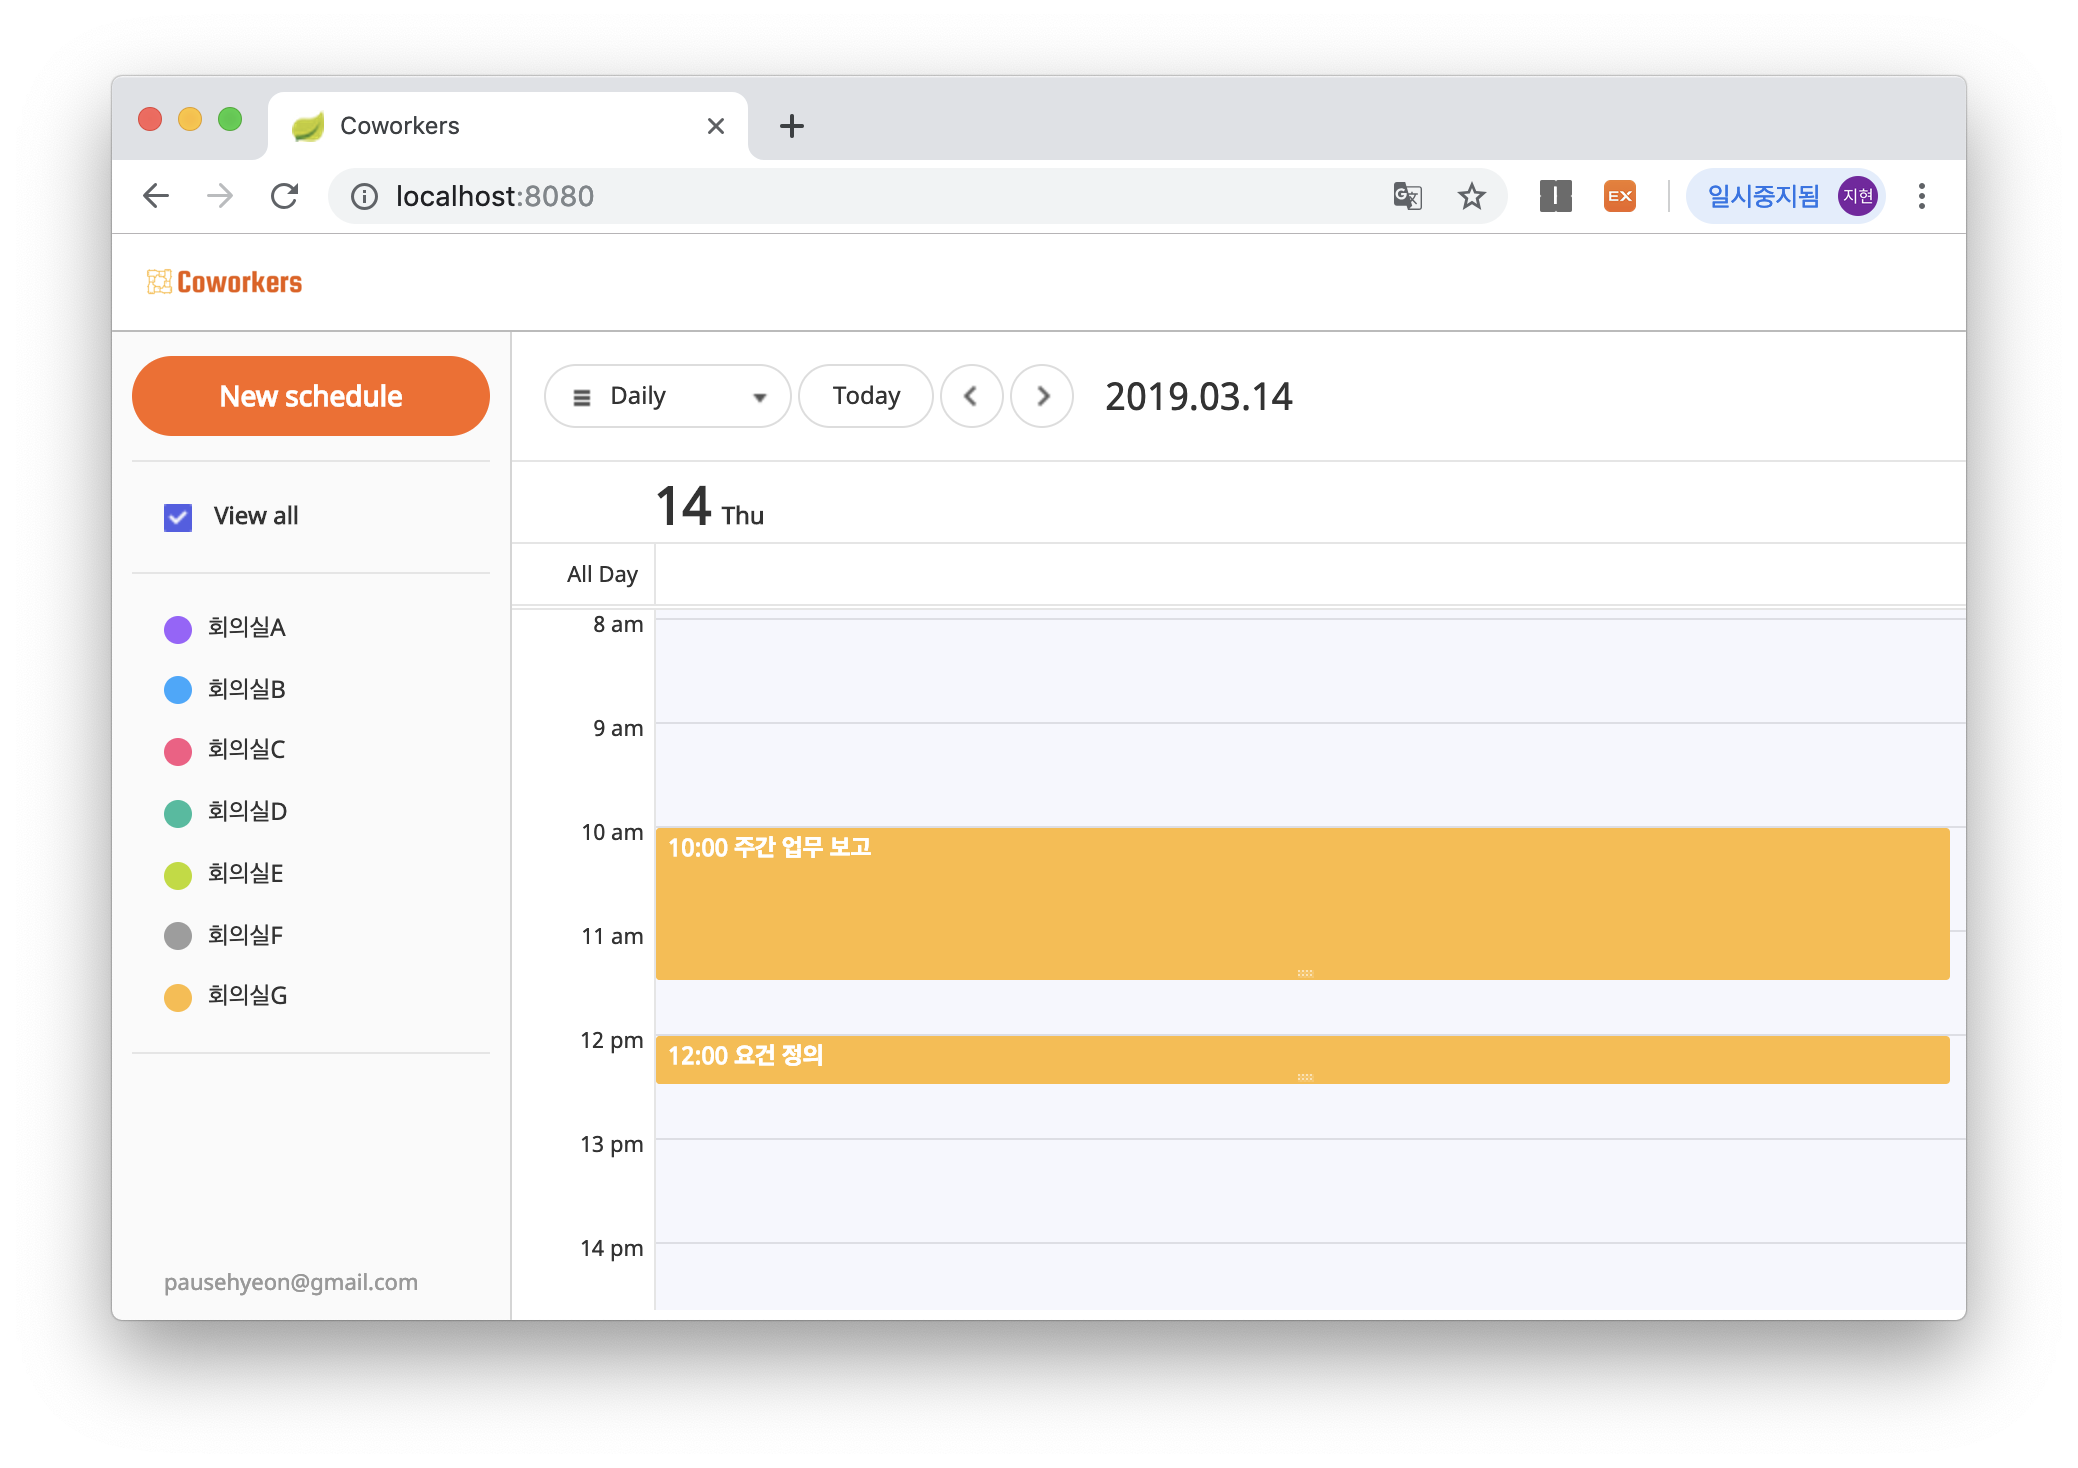 Coworkers
localhost:8080
EX
일시중지됨
지현
Coworkers
New schedule
Daily
Today
2019.03.14
View all
14 Thu
All Day
회의실A
회의실B
회의실C
회의실D
회의실E
회의실F
회의실G
8 am
9 am
10 am
10:00 주간 업무 보고
11 am
12 pm
12:00 요건 정의
13 pm
14 pm
pausehyeon@gmail.com